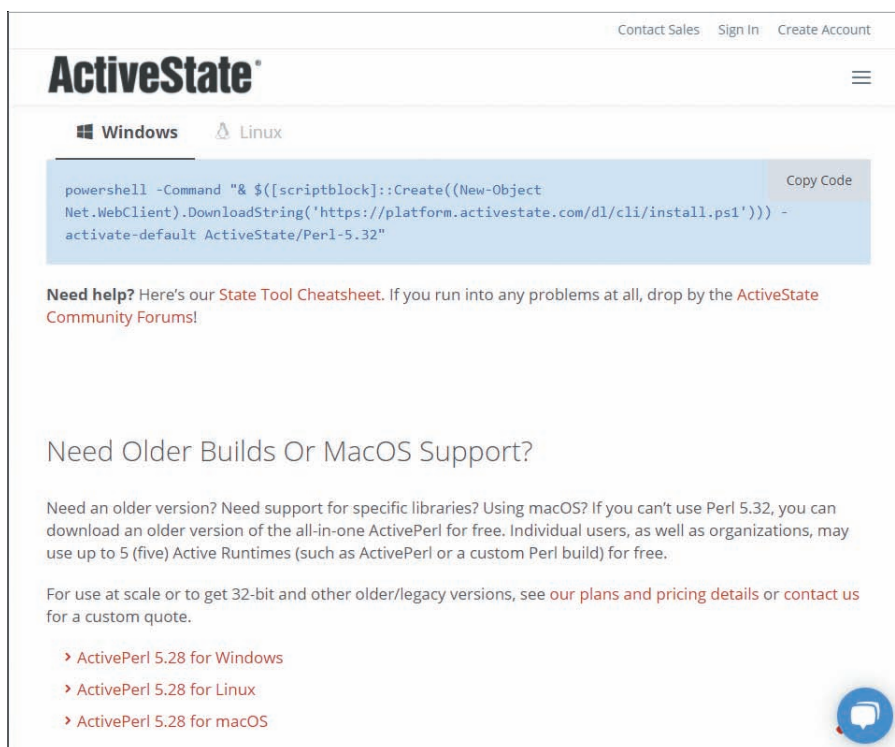 Contact Sales Sign In Create Account
ActiveState®
Windows Linux
Copy Code
powershell -Command "& $([scriptblock]::Create((New-Object
Net.WebClient).DownloadString('https://platform.activestate.com/dl/cli/install.ps1'))) -
activate-default ActiveState/Perl-5.32"
Need help? Here's our State Tool Cheatsheet. If you run into any problems at all, drop by the ActiveState
Community Forums!
Need Older Builds Or MacOS Support?
Need an older version? Need support for specific libraries? Using macOS? If you can't use Perl 5.32, you can
download an older version of the all-in-one ActivePerl for free. Individual users, as well as organizations, may
use up to 5 (five) Active Runtimes (such as ActivePerl or a custom Perl build) for free.
For use at scale or to get 32-bit and other older/legacy versions, see our plans and pricing details or contact us
for a custom quote.
> ActivePerl 5.28 for Windows
> ActivePerl 5.28 for Linux
> ActivePerl 5.28 for macOS